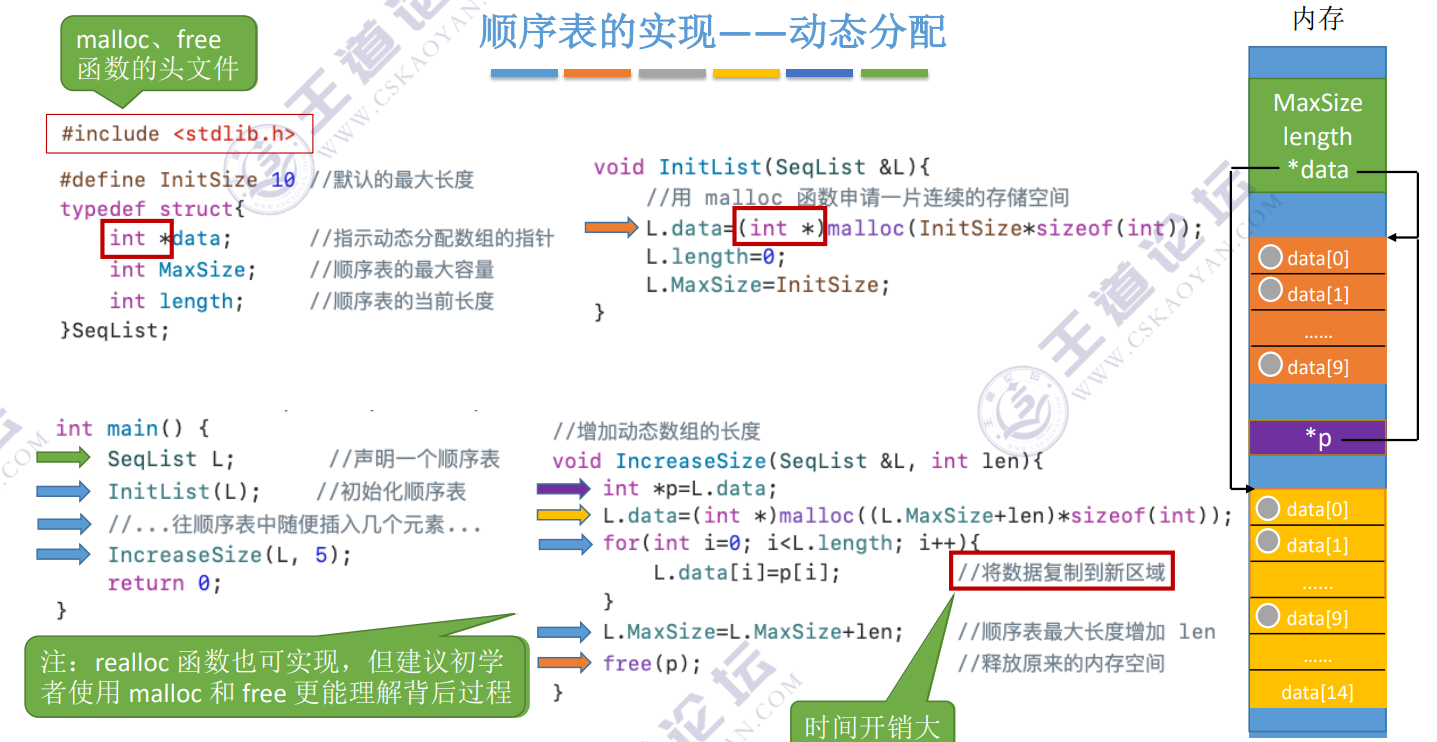 顺序表的实现——动态分配
malloc、free
函数的头文件
#include <stdlib.h>
#define InitSize 10 //默认的最大长度
typedef struct{
int *data; //指示动态分配数组的指针
int MaxSize; //顺序表的最大容量
int length; //顺序表的当前长度
}SeqList;
void InitList(SeqList &L){
//用 malloc 函数申请一片连续的存储空间
L.data=(int *)malloc(InitSize*sizeof(int));
L.length=0;
L.MaxSize=InitSize;
}
int main() {
SeqList L; //声明一个顺序表
InitList(L); //初始化顺序表
//...往顺序表中随便插入几个元素...
IncreaseSize(L, 5);
return 0;
}
注：realloc 函数也可实现，但建议初学
者使用 malloc 和 free 更能理解背后过程
//增加动态数组的长度
void IncreaseSize(SeqList &L, int len){
int *p=L.data;
L.data=(int *)malloc((L.MaxSize+len)*sizeof(int));
for(int i=0; i<L.length; i++){
L.data[i]=p[i]; //将数据复制到新区域
}
L.MaxSize=L.MaxSize+len; //顺序表最大长度增加 len
free(p); //释放原来的内存空间
}
时间开销大
内存
MaxSize
length
*data
data[0]
data[1]
......
data[9]
*p
data[0]
data[1]
......
data[9]
......
data[14]
王道论坛
WWW.CSKAOYAN.COM
王道论坛
WWW.CSKAOYAN.COM